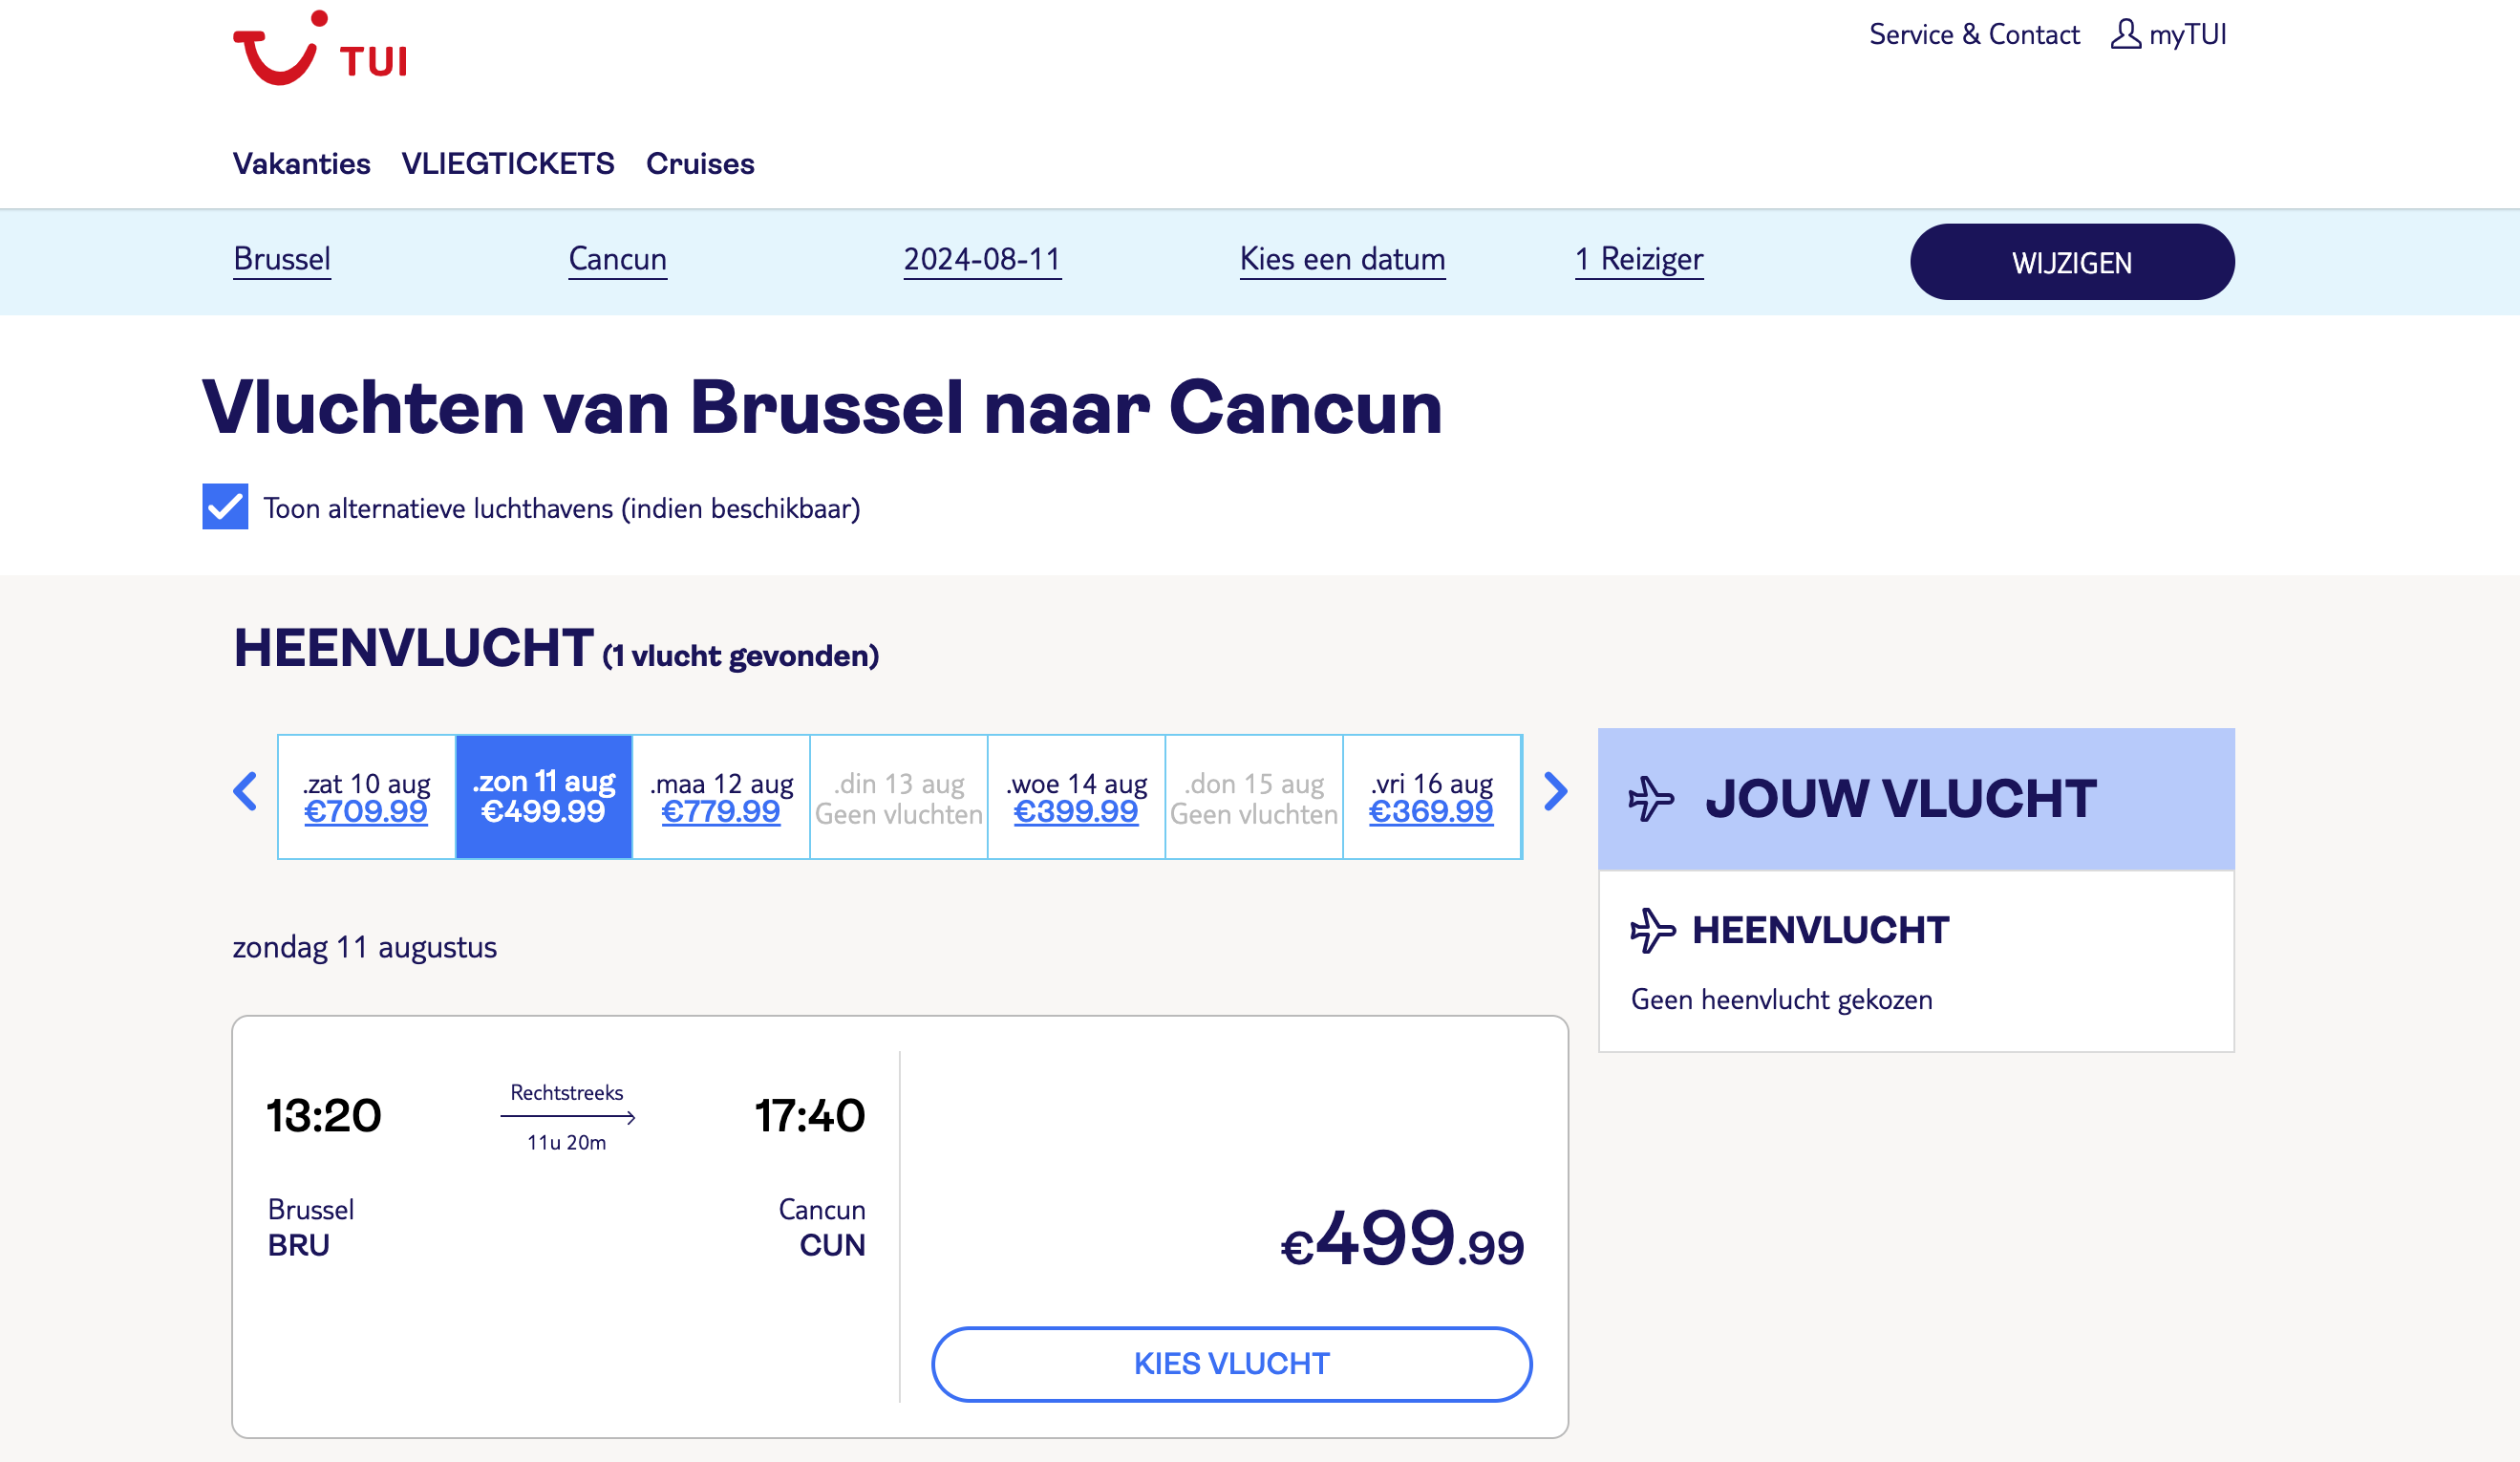 TUI
Service & Contact myTUI
Vakanties VLIEGTICKETS Cruises
Brussel Cancun 2024-08-11 Kies een datum 1 Reiziger WIJZIGEN
Vluchten van Brussel naar Cancun
Toon alternatieve luchthavens (indien beschikbaar)
HEENVLUCHT (1 vlucht gevonden)
.zat 10 aug .zon 11 aug .maa 12 aug .din 13 aug .woe 14 aug .don 15 aug .vri 16 aug
€709.99 €499.99 €779.99 Geen vluchten €399.99 Geen vluchten €369.99
JOUW VLUCHT
HEENVLUCHT
Geen heenvlucht gekozen
zondag 11 augustus
Rechtstreeks
13:20 17:40
11u 20m
Brussel Cancun
BRU CUN
€499.99
KIES VLUCHT